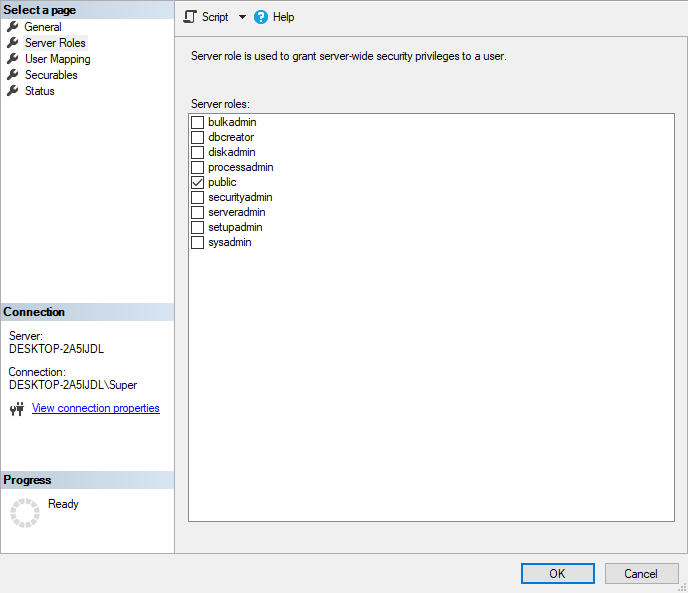 Select a page
General
Server Roles
User Mapping
Securables
Status
Connection
Server:
DESKTOP-2A5IJDL
Connection:
DESKTOP-2A5IJDL\Super
View connection properties
Progress
Ready
Script
Help
Server role is used to grant server-wide security privileges to a user.
Server roles:
bulkadmin
dbcreator
diskadmin
processadmin
public
securityadmin
serveradmin
setupadmin
sysadmin
OK
Cancel